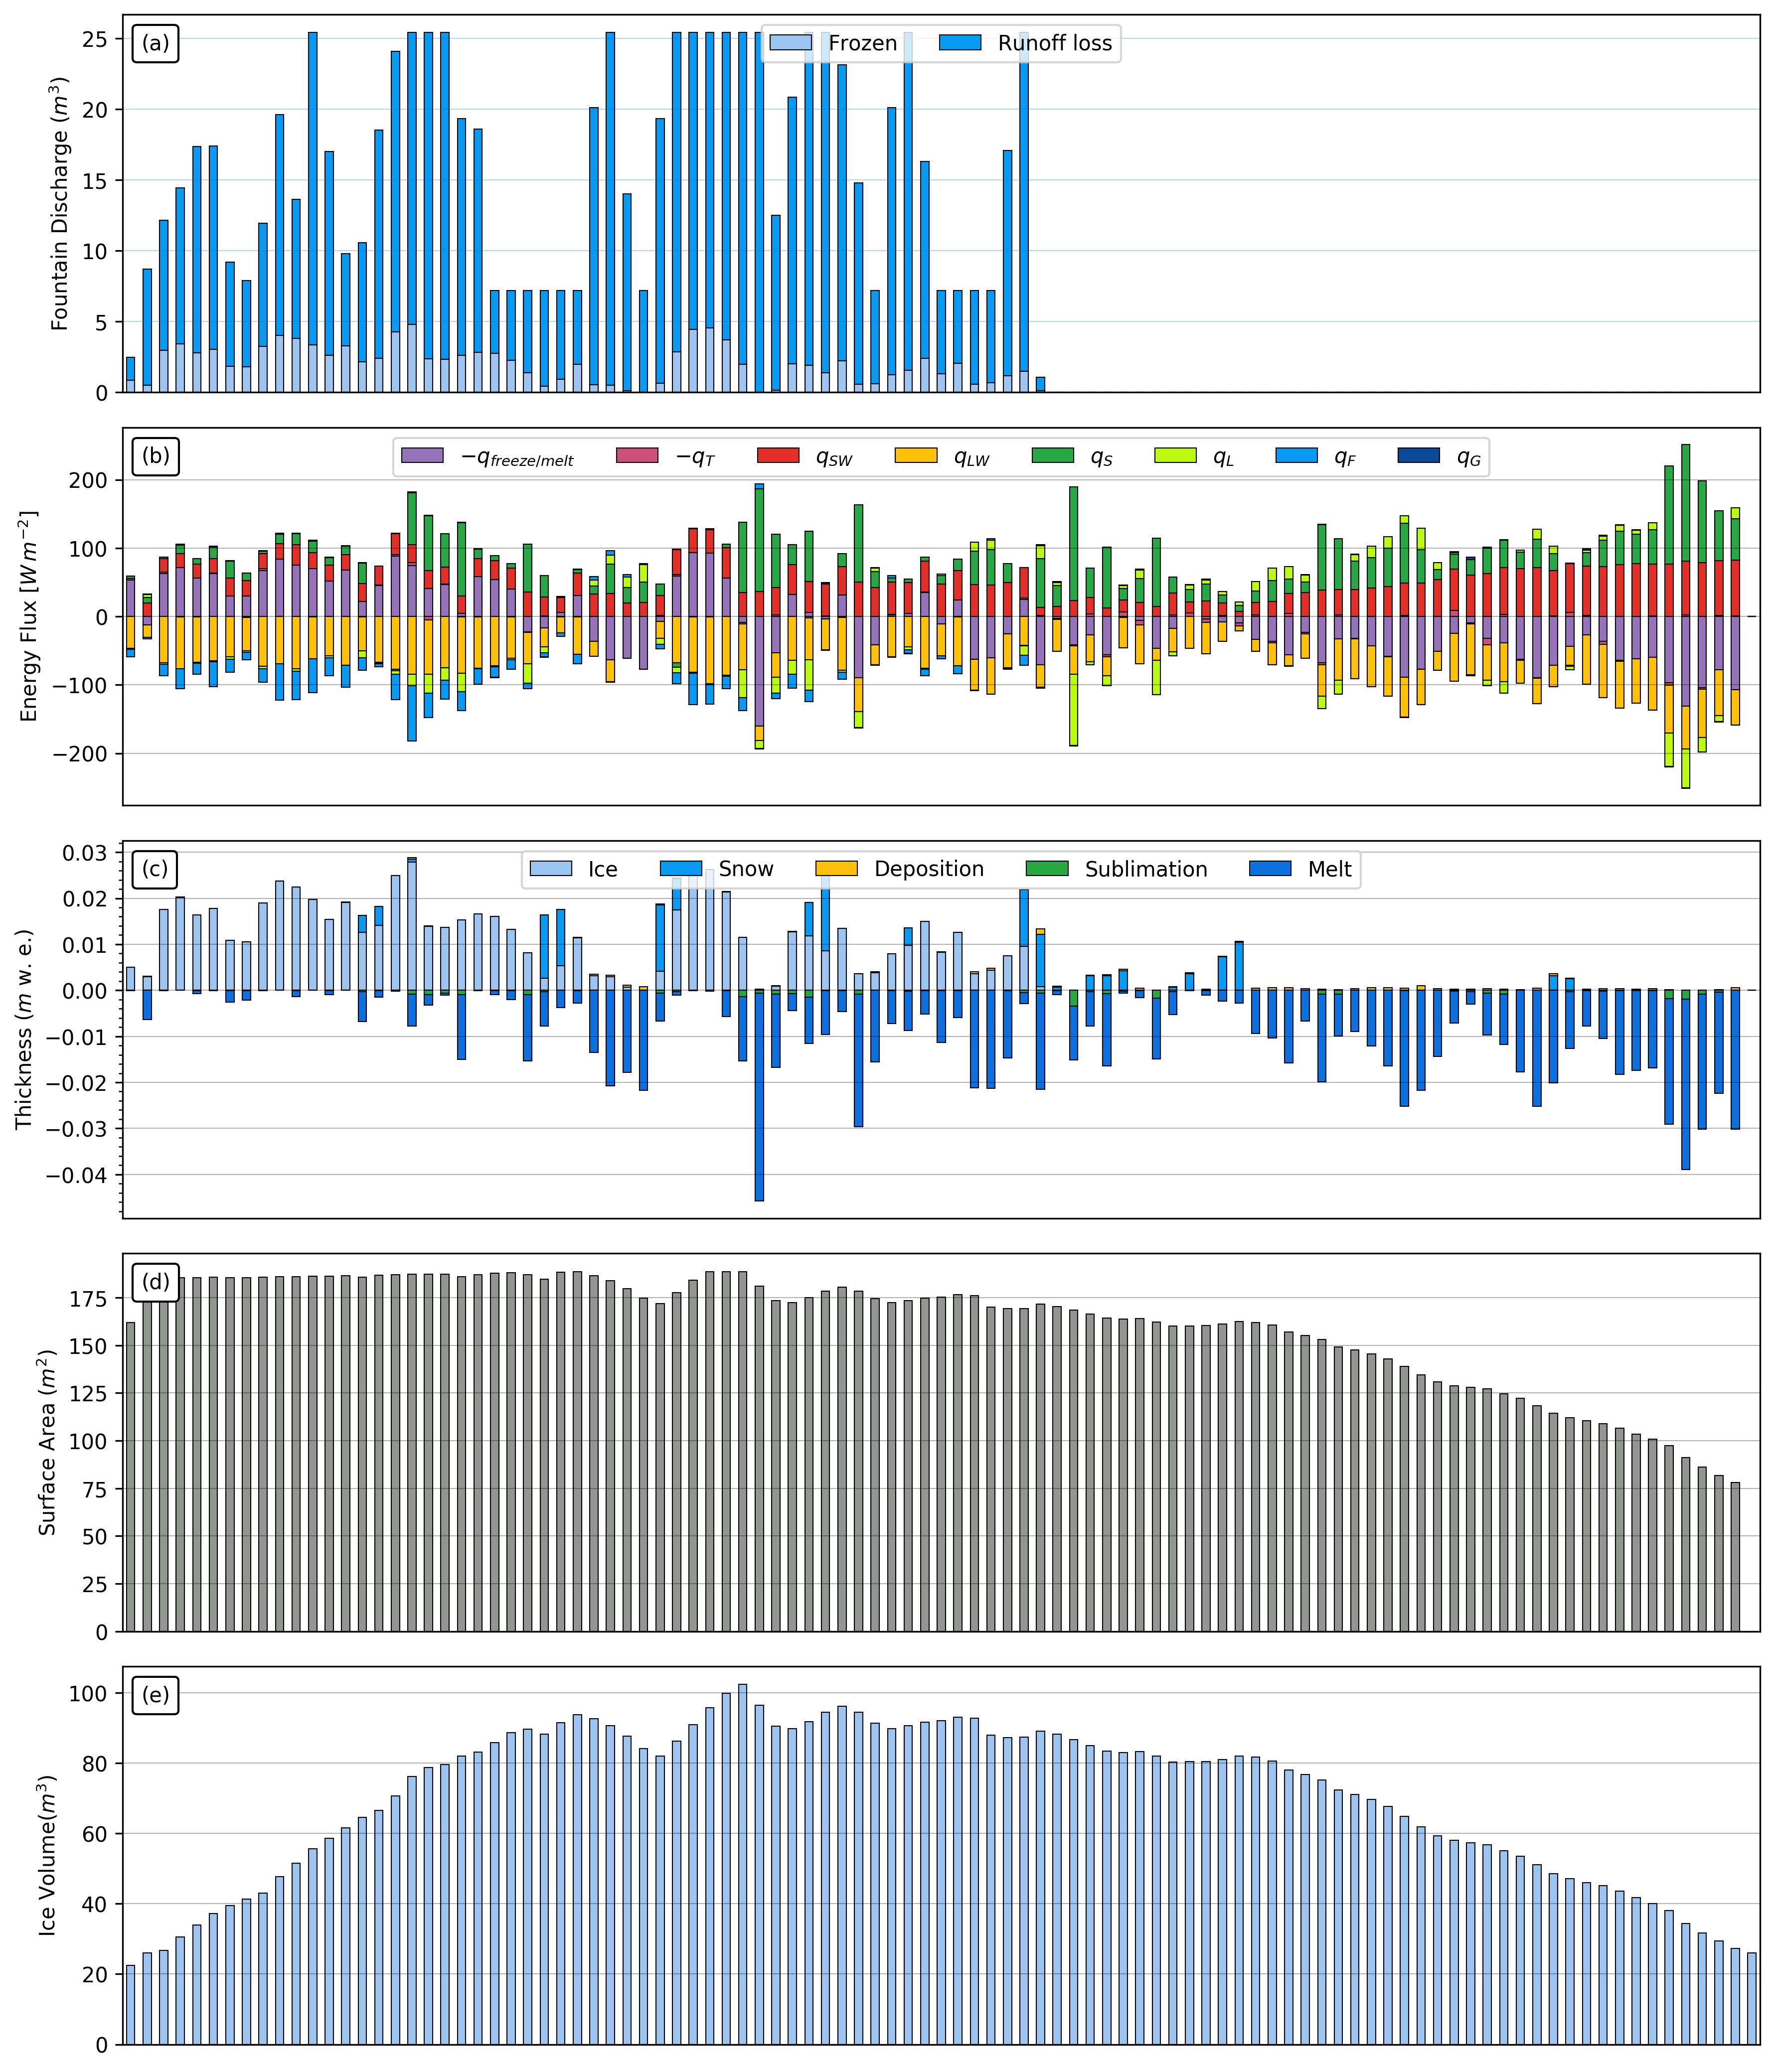 (a)
Frozen Runoff loss
Fountain Discharge (m³)
25
20
15
10
5
0
(b)
−q_freeze/melt −q_T q_SW q_LW q_S q_L q_F q_G
Energy Flux [W m⁻²]
200
100
0
−100
−200
(c)
Ice Snow Deposition Sublimation Melt
Thickness (m w. e.)
0.03
0.02
0.01
0.00
−0.01
−0.02
−0.03
−0.04
(d)
Surface Area (m²)
175
150
125
100
75
50
25
0
(e)
Ice Volume(m³)
100
80
60
40
20
0